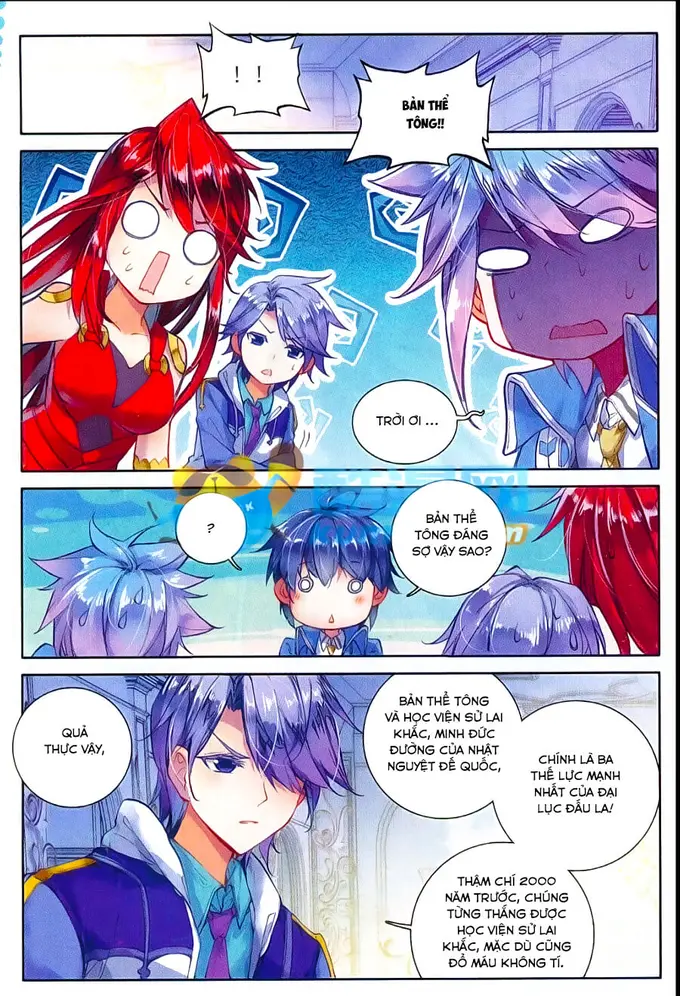 ! !
BẢN THỂ
TÔNG!!
TRỜI ƠI ...
?
BẢN THỂ
TÔNG ĐÁNG
SỢ VẬY SAO?
QUẢ
THỰC VẬY,
BẢN THỂ TÔNG
VÀ HỌC VIỆN SỬ LAI
KHẮC, MINH ĐỨC
ĐƯỜNG CỦA NHẬT
NGUYỆT ĐẾ QUỐC,
CHÍNH LÀ BA
THẾ LỰC MẠNH
NHẤT CỦA ĐẠI
LỤC ĐẤU LA!
THẬM CHÍ 2000
NĂM TRƯỚC, CHÚNG
TỪNG THẮNG ĐƯỢC
HỌC VIỆN SỬ LAI
KHẮC, MẶC DÙ CŨNG
ĐỔ MÁU KHÔNG TÍ.